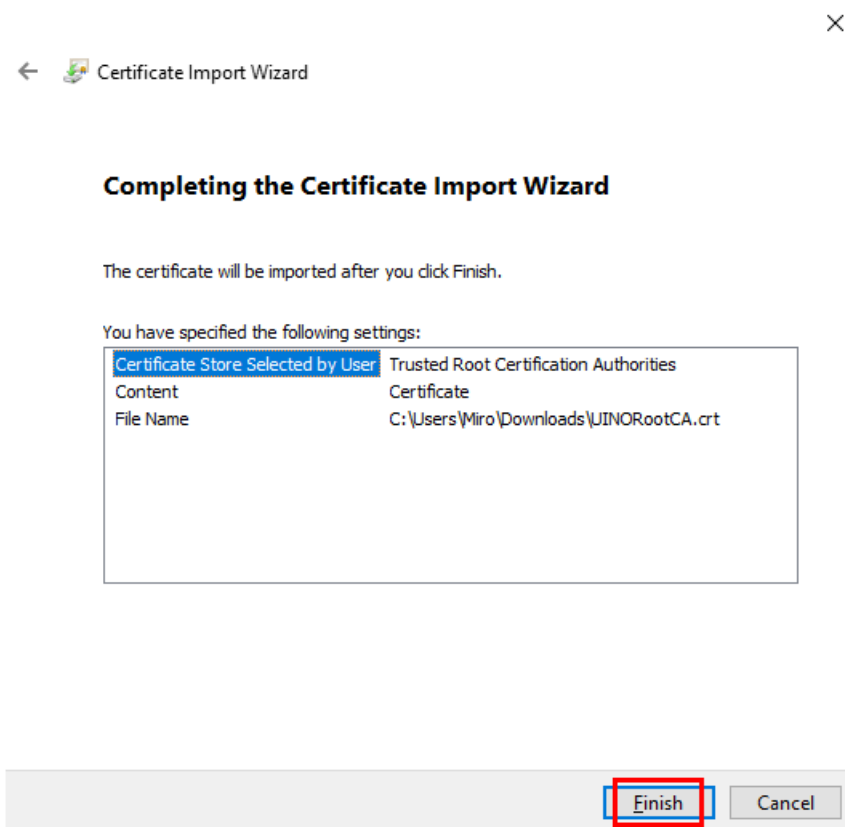 Certificate Import Wizard
Completing the Certificate Import Wizard
The certificate will be imported after you click Finish.
You have specified the following settings:
Certificate Store Selected by User Trusted Root Certification Authorities
Content Certificate
File Name C:\Users\Miro\Downloads\UINORootCA.crt
Finish Cancel